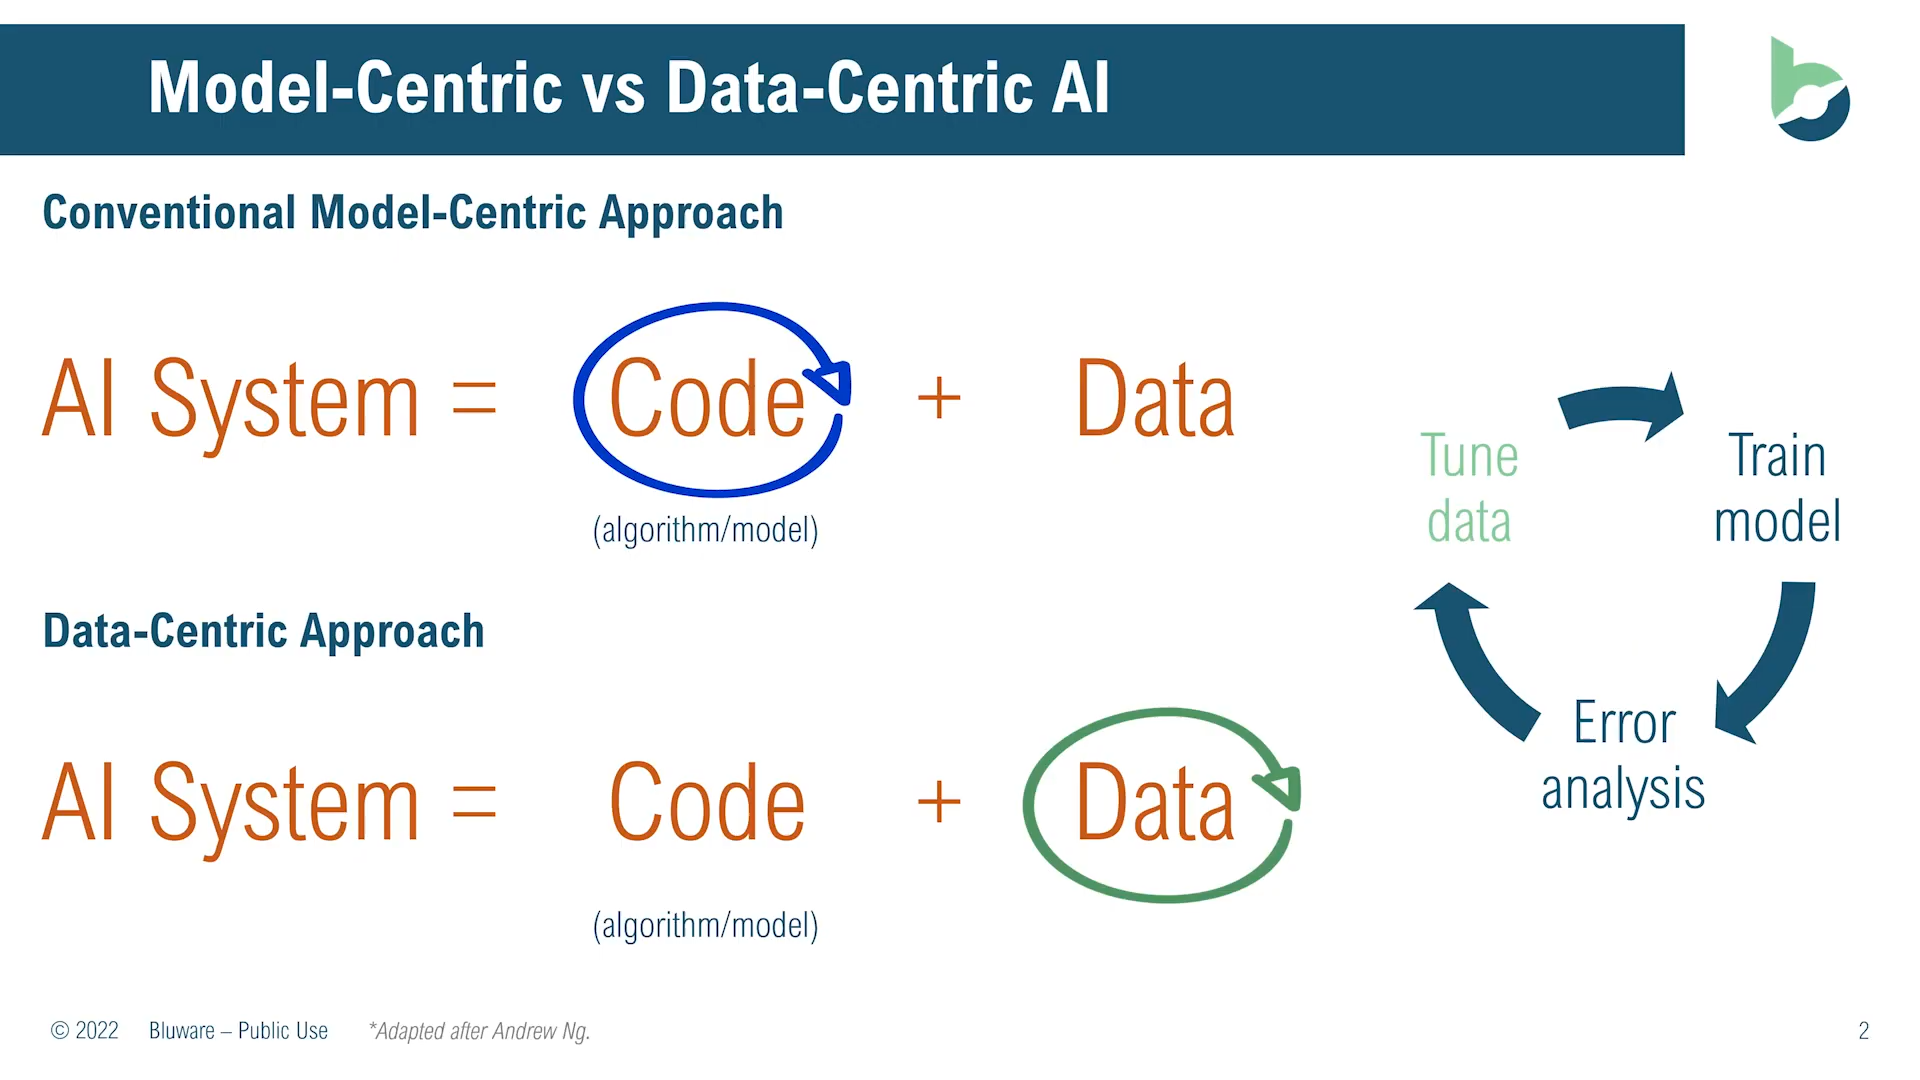 Model-Centric vs Data-Centric AI
Conventional Model-Centric Approach
AI System = Code + Data
(algorithm/model)
Data-Centric Approach
AI System = Code + Data
(algorithm/model)
Tune
data
Train
model
Error
analysis
© 2022 Bluware – Public Use *Adapted after Andrew Ng. 2